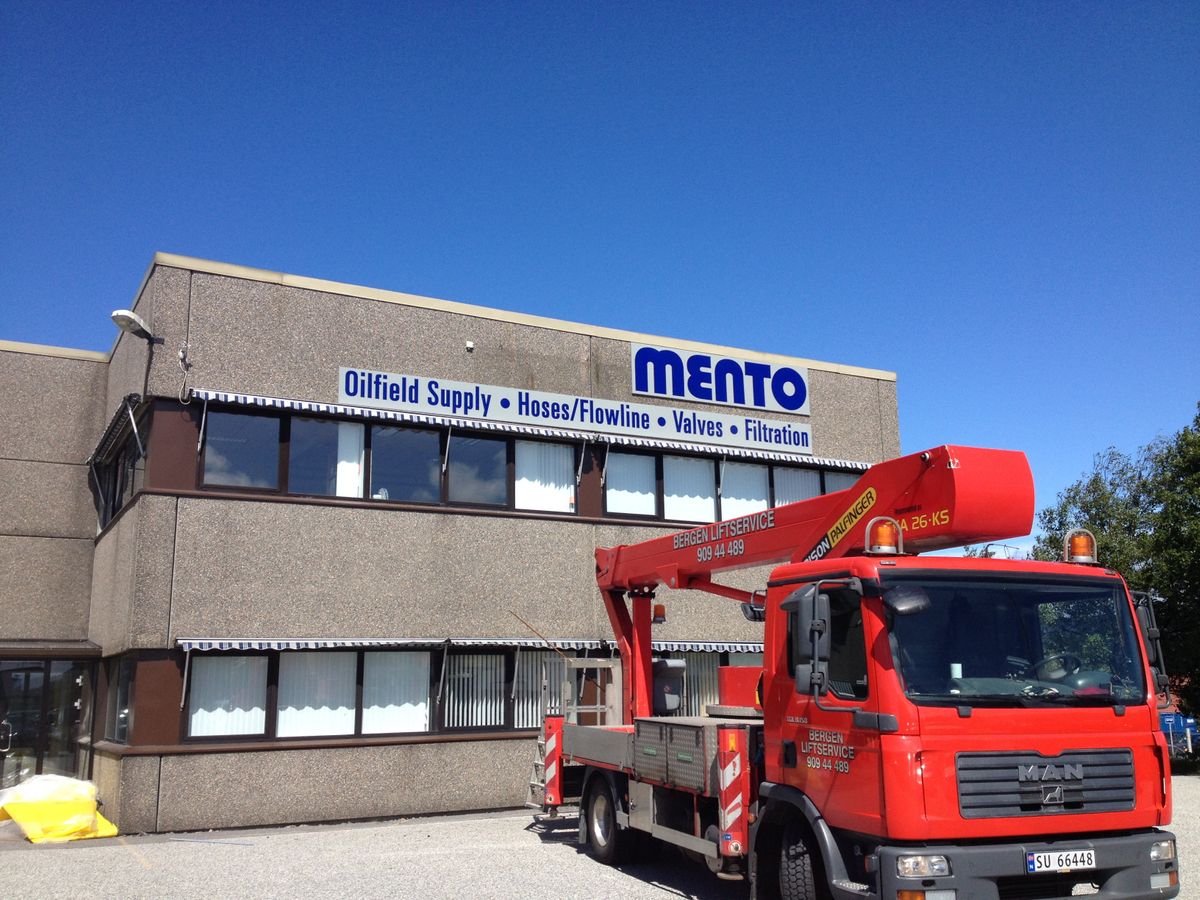 MENTO
Oilfield Supply • Hoses/Flowline • Valves • Filtration
BERGEN LIFTSERVICE
909 44 489
PALFINGER
26·KS
BERGEN
LIFTSERVICE
909 44 489
MAN
N
SU 66448